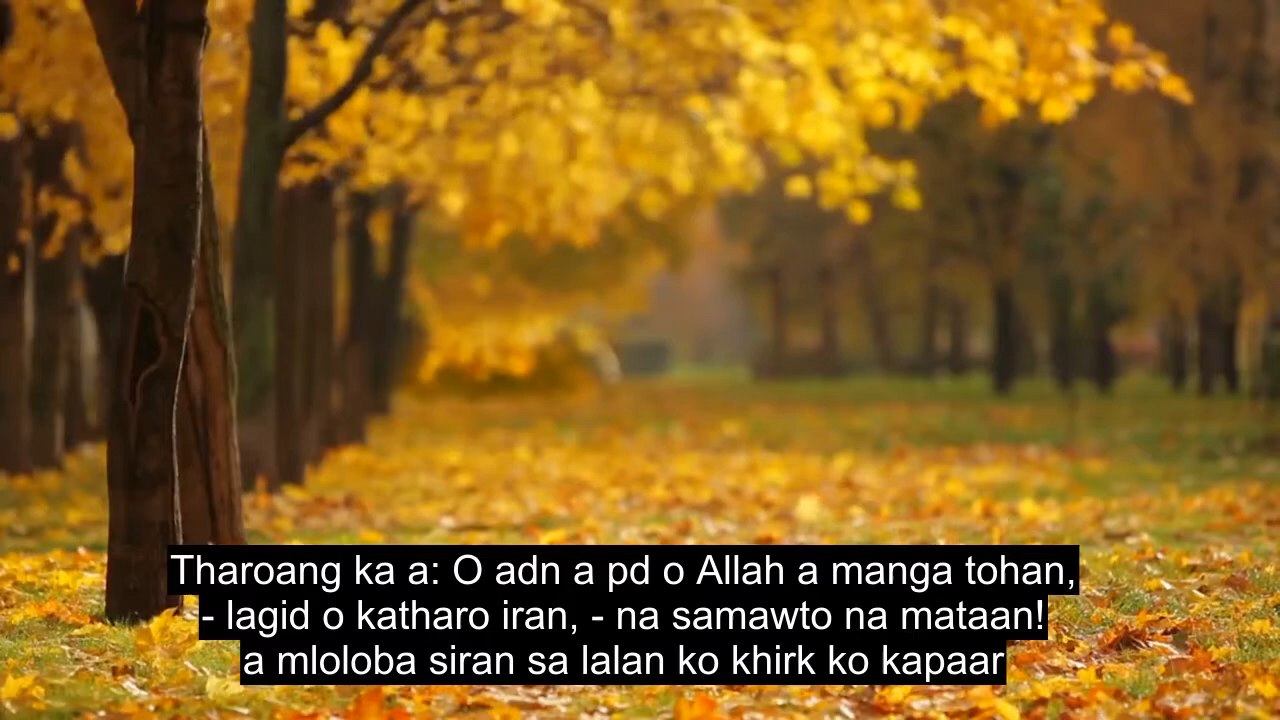 Tharoang ka a: O adn a pd o Allah a manga tohan,
- lagid o katharo iran, - na samawto na mataan!
a mloloba siran sa lalan ko khirk ko kapaar